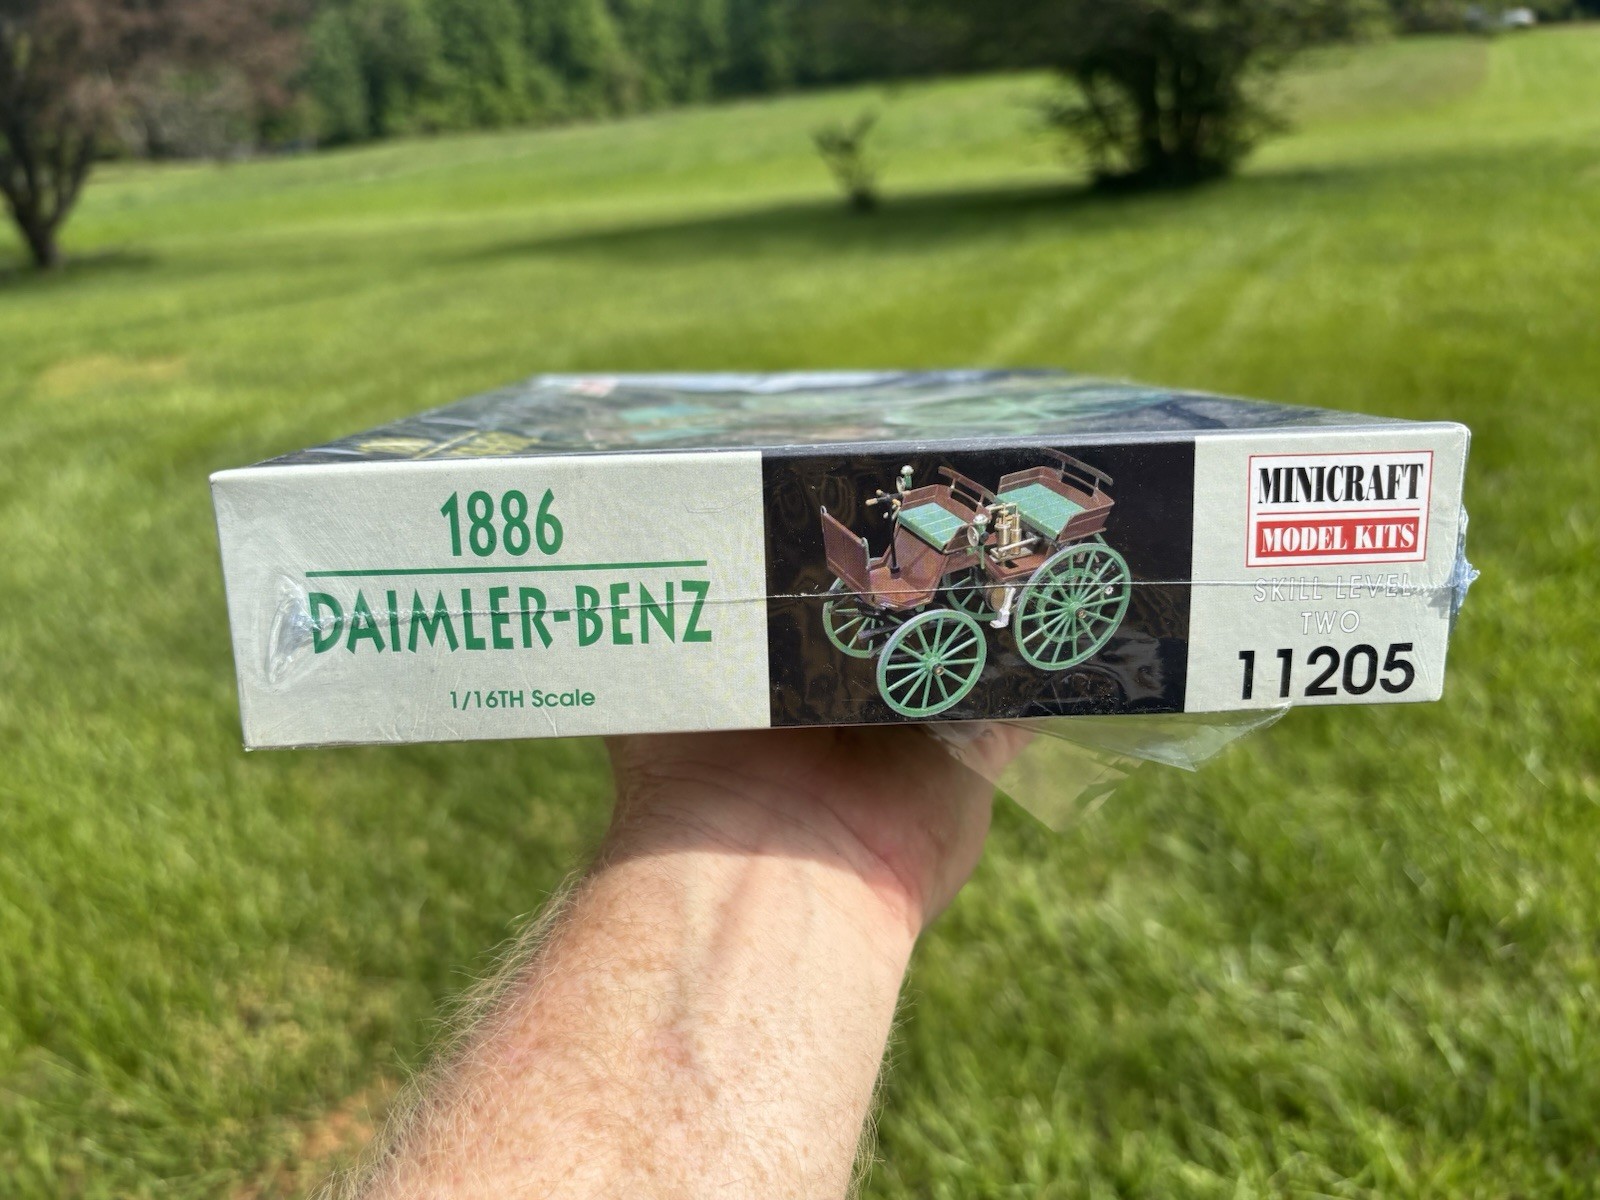 1886
DAIMLER-BENZ
1/16TH Scale
MINICRAFT
MODEL KITS
SKILL LEVEL
TWO
11205